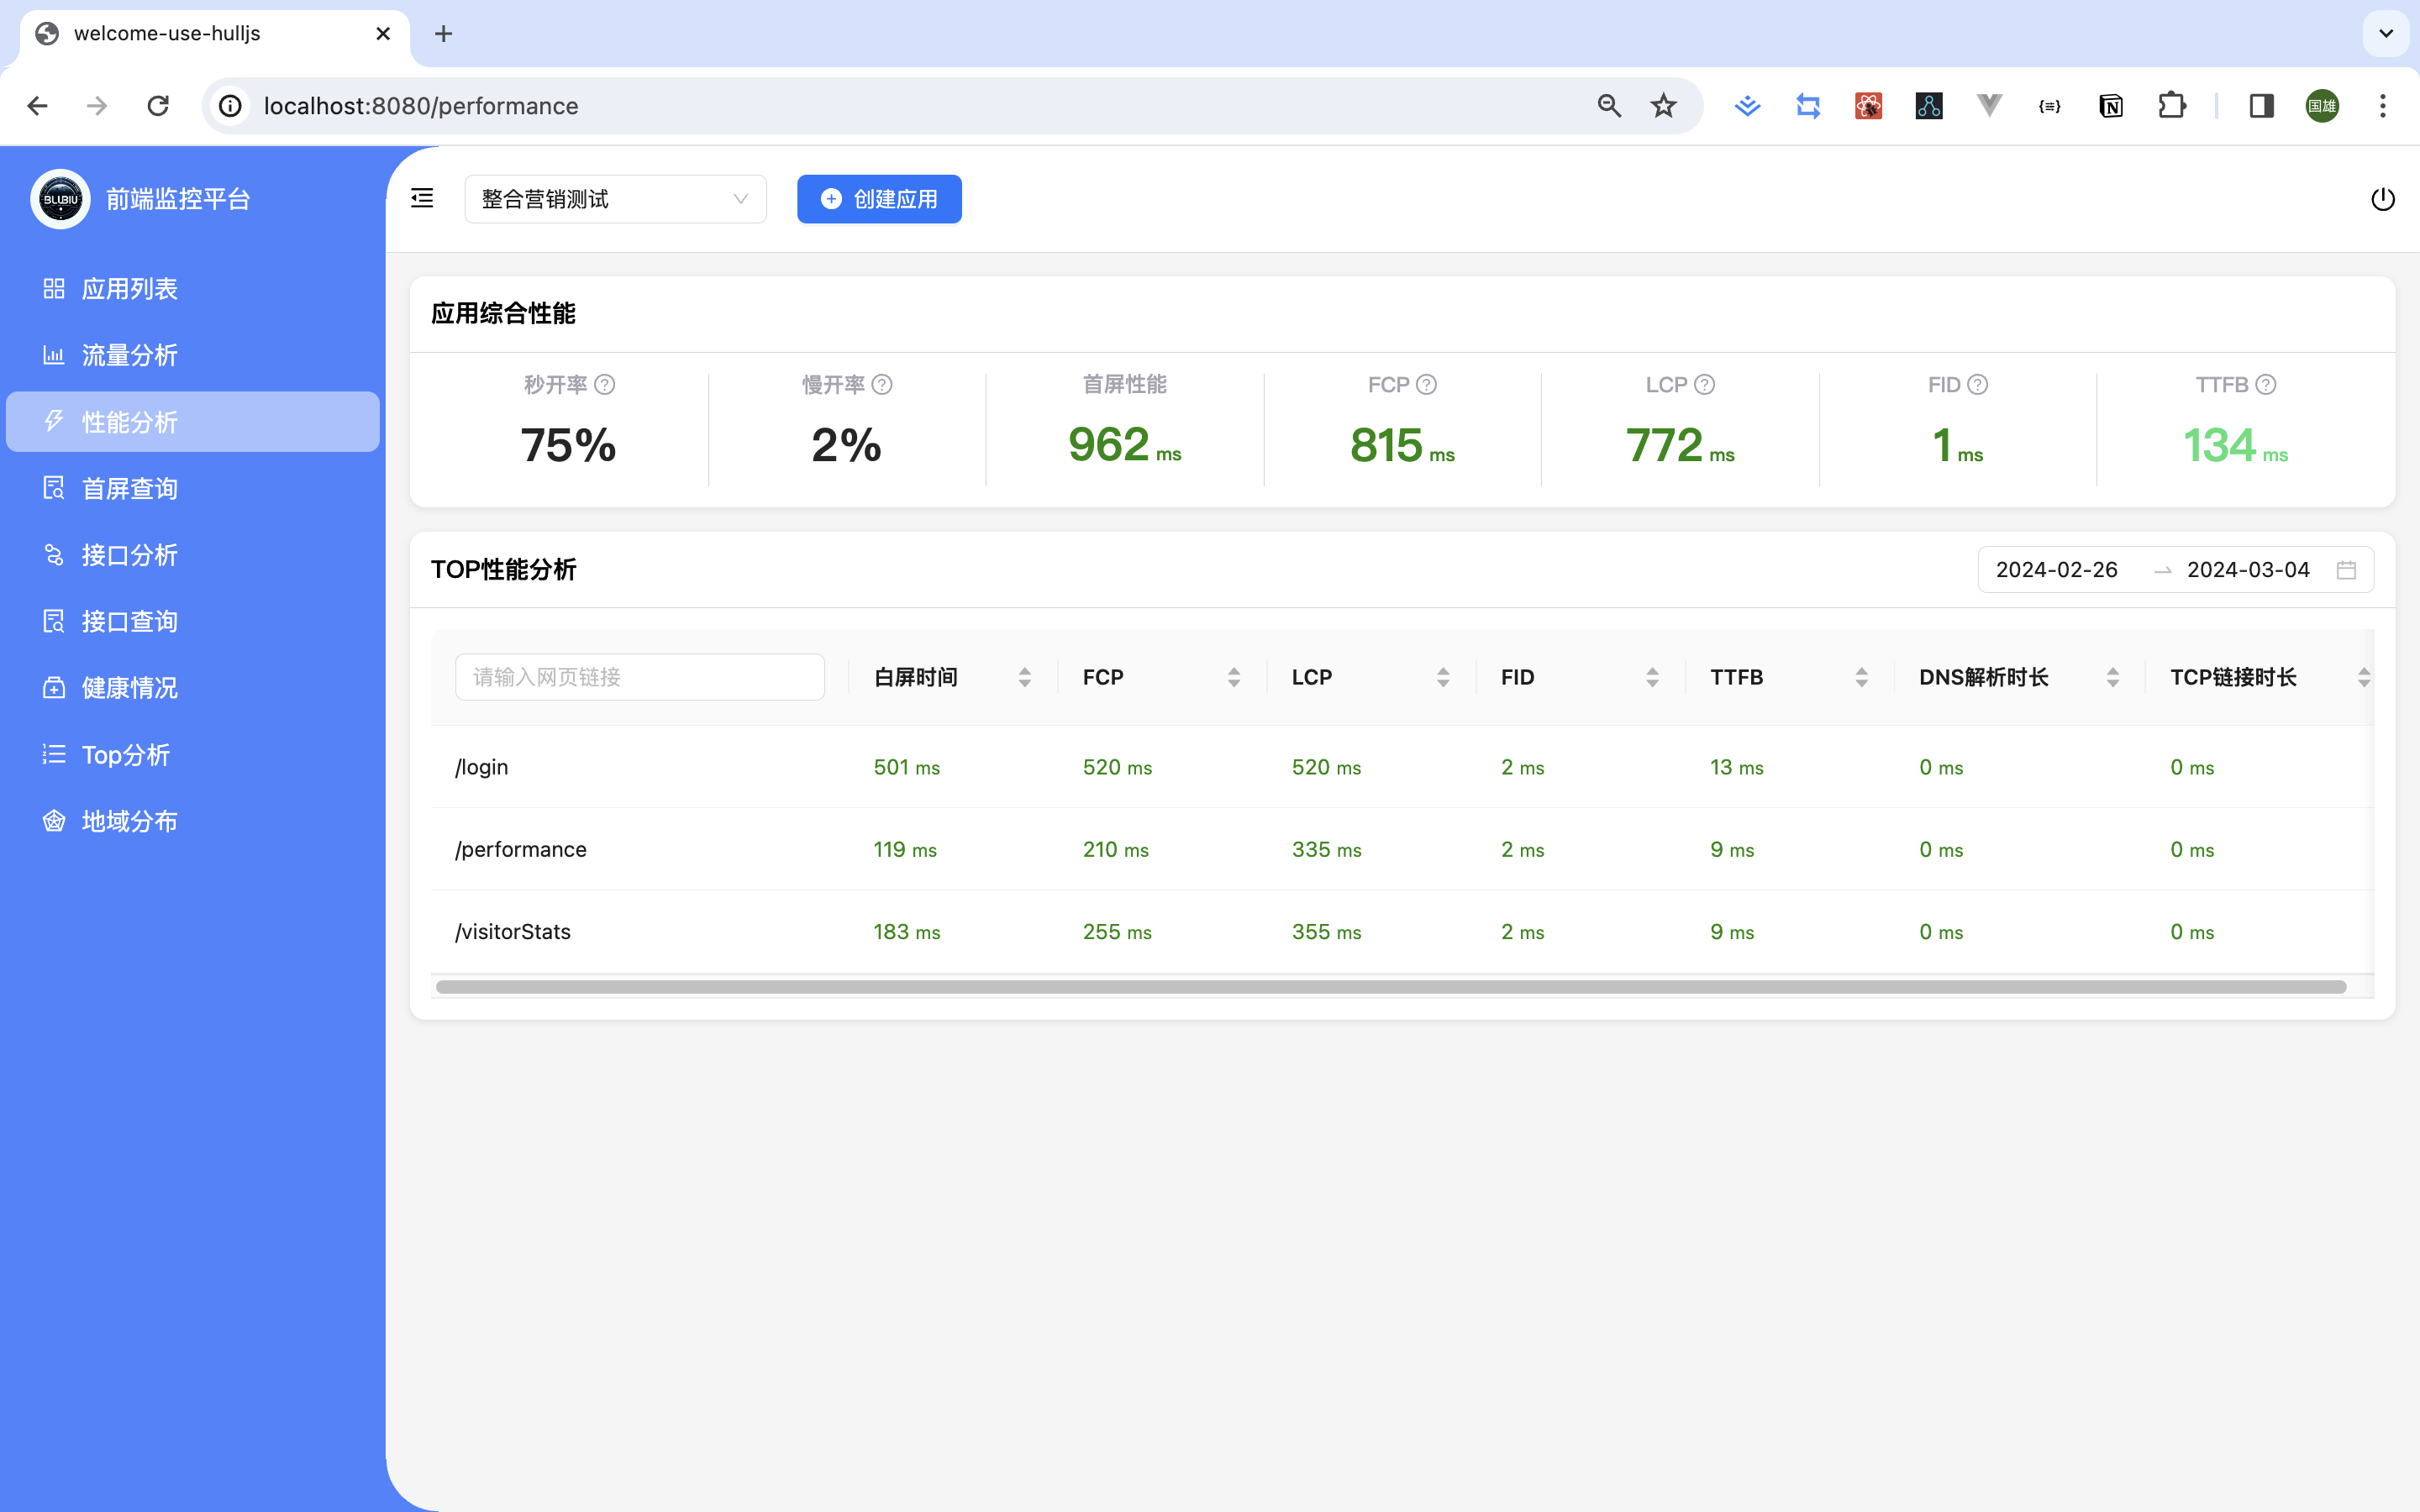 welcome-use-hulljs
localhost:8080/performance
国雄
BLUBIU
前端监控平台
整合营销测试
创建应用
应用列表
流量分析
性能分析
首屏查询
接口分析
接口查询
健康情况
Top分析
地域分布
应用综合性能
秒开率 慢开率 首屏性能 FCP LCP FID TTFB
75% 2% 962 ms 815 ms 772 ms 1 ms 134 ms
TOP性能分析 2024-02-26 → 2024-03-04
请输入网页链接 白屏时间 FCP LCP FID TTFB DNS解析时长 TCP链接时长
/login 501 ms 520 ms 520 ms 2 ms 13 ms 0 ms 0 ms
/performance 119 ms 210 ms 335 ms 2 ms 9 ms 0 ms 0 ms
/visitorStats 183 ms 255 ms 355 ms 2 ms 9 ms 0 ms 0 ms